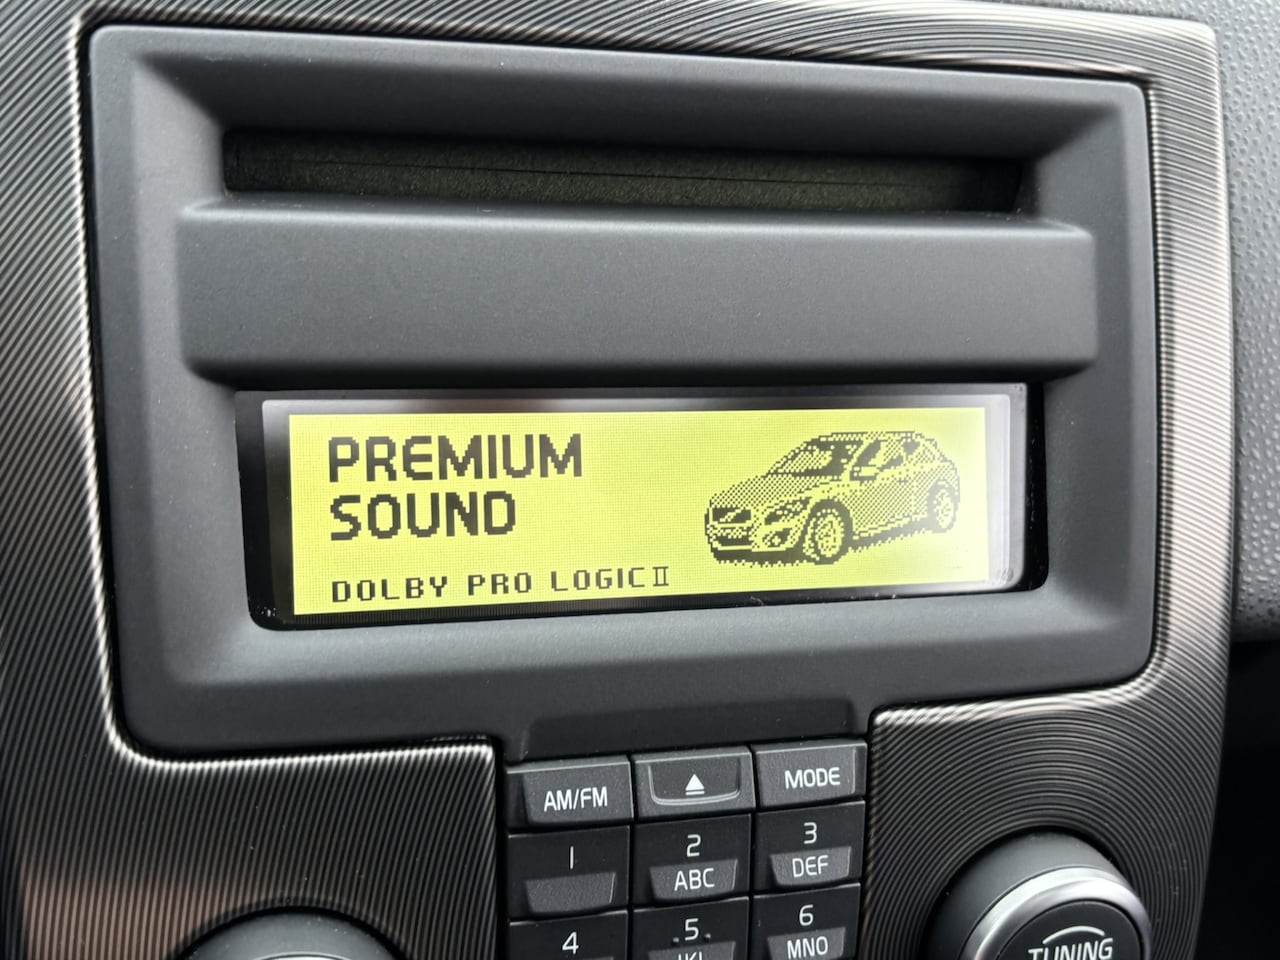 PREMIUM
SOUND
DOLBY PRO LOGIC II
AM/FM
MODE
1
2
ABC
3
DEF
4
5
6
MNO
TUNING